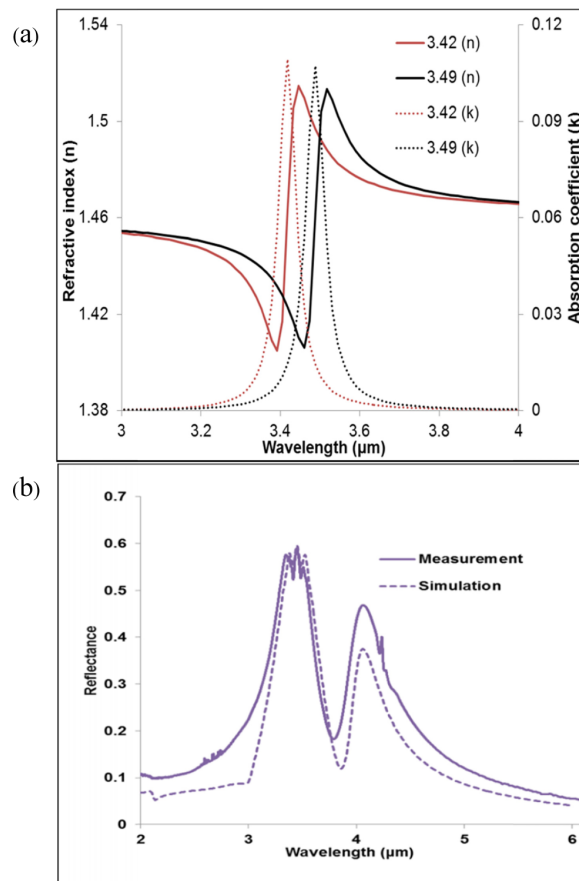 (a)
1.54
1.5
1.46
1.42
1.38
Refractive index (n)
0.12
0.09
0.06
0.03
0
Absorption coefficient (k)
3.42 (n)
3.49 (n)
3.42 (k)
3.49 (k)
3
3.2
3.4
3.6
3.8
4
Wavelength (µm)
(b)
0.7
0.6
0.5
0.4
0.3
0.2
0.1
0
Reflectance
Measurement
Simulation
2
3
4
5
6
Wavelength (µm)